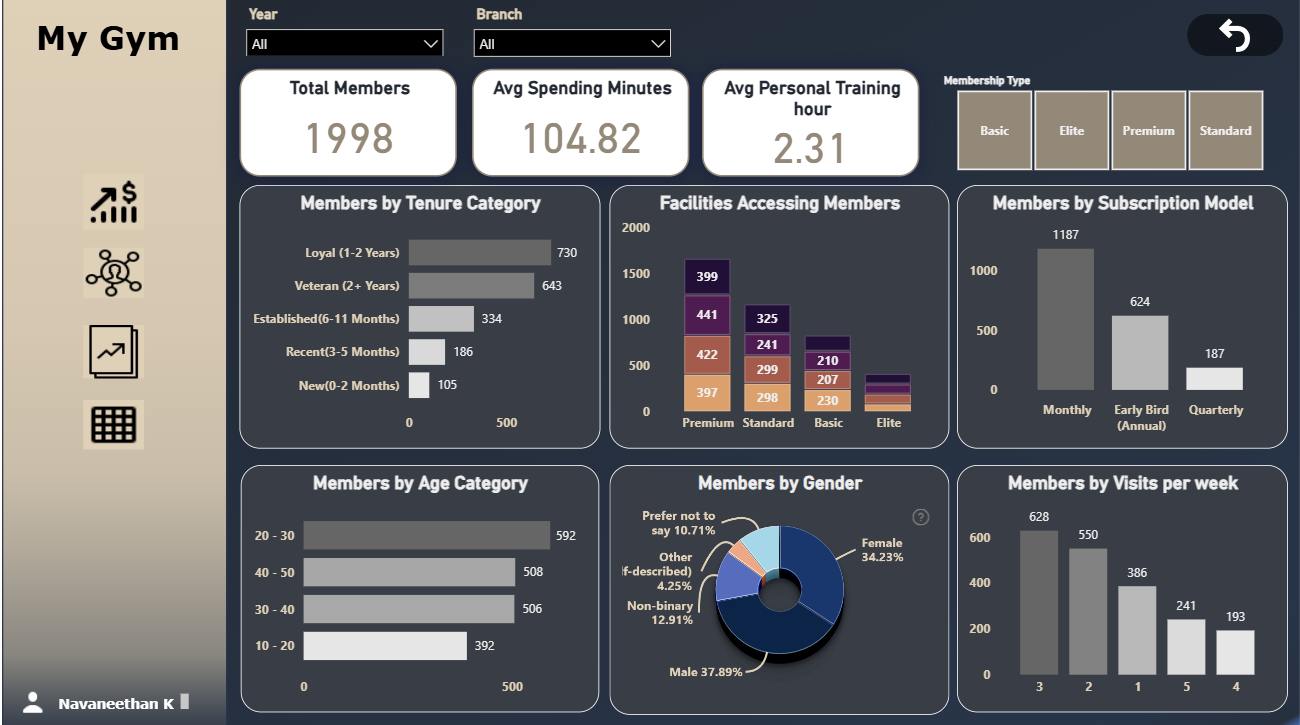 My Gym
Year
All
Branch
All
Total Members
1998
Avg Spending Minutes
104.82
Avg Personal Training
hour
2.31
Membership Type
Basic
Elite
Premium
Standard
Members by Tenure Category
Loyal (1-2 Years)
730
Veteran (2+ Years)
643
Established(6-11 Months)
334
Recent(3-5 Months)
186
New(0-2 Months)
105
0
500
Facilities Accessing Members
2000
1500
1000
500
0
399
441
422
397
325
241
299
298
210
207
230
Premium
Standard
Basic
Elite
Members by Subscription Model
1000
500
0
1187
624
187
Monthly
Early Bird
(Annual)
Quarterly
Members by Age Category
20 - 30
592
40 - 50
508
30 - 40
506
10 - 20
392
0
500
Members by Gender
?
Prefer not to
say 10.71%
Other
f-described)
4.25%
Non-binary
12.91%
Male 37.89%
Female
34.23%
Members by Visits per week
600
400
200
0
628
550
386
241
193
3
2
1
5
4
Navaneethan K